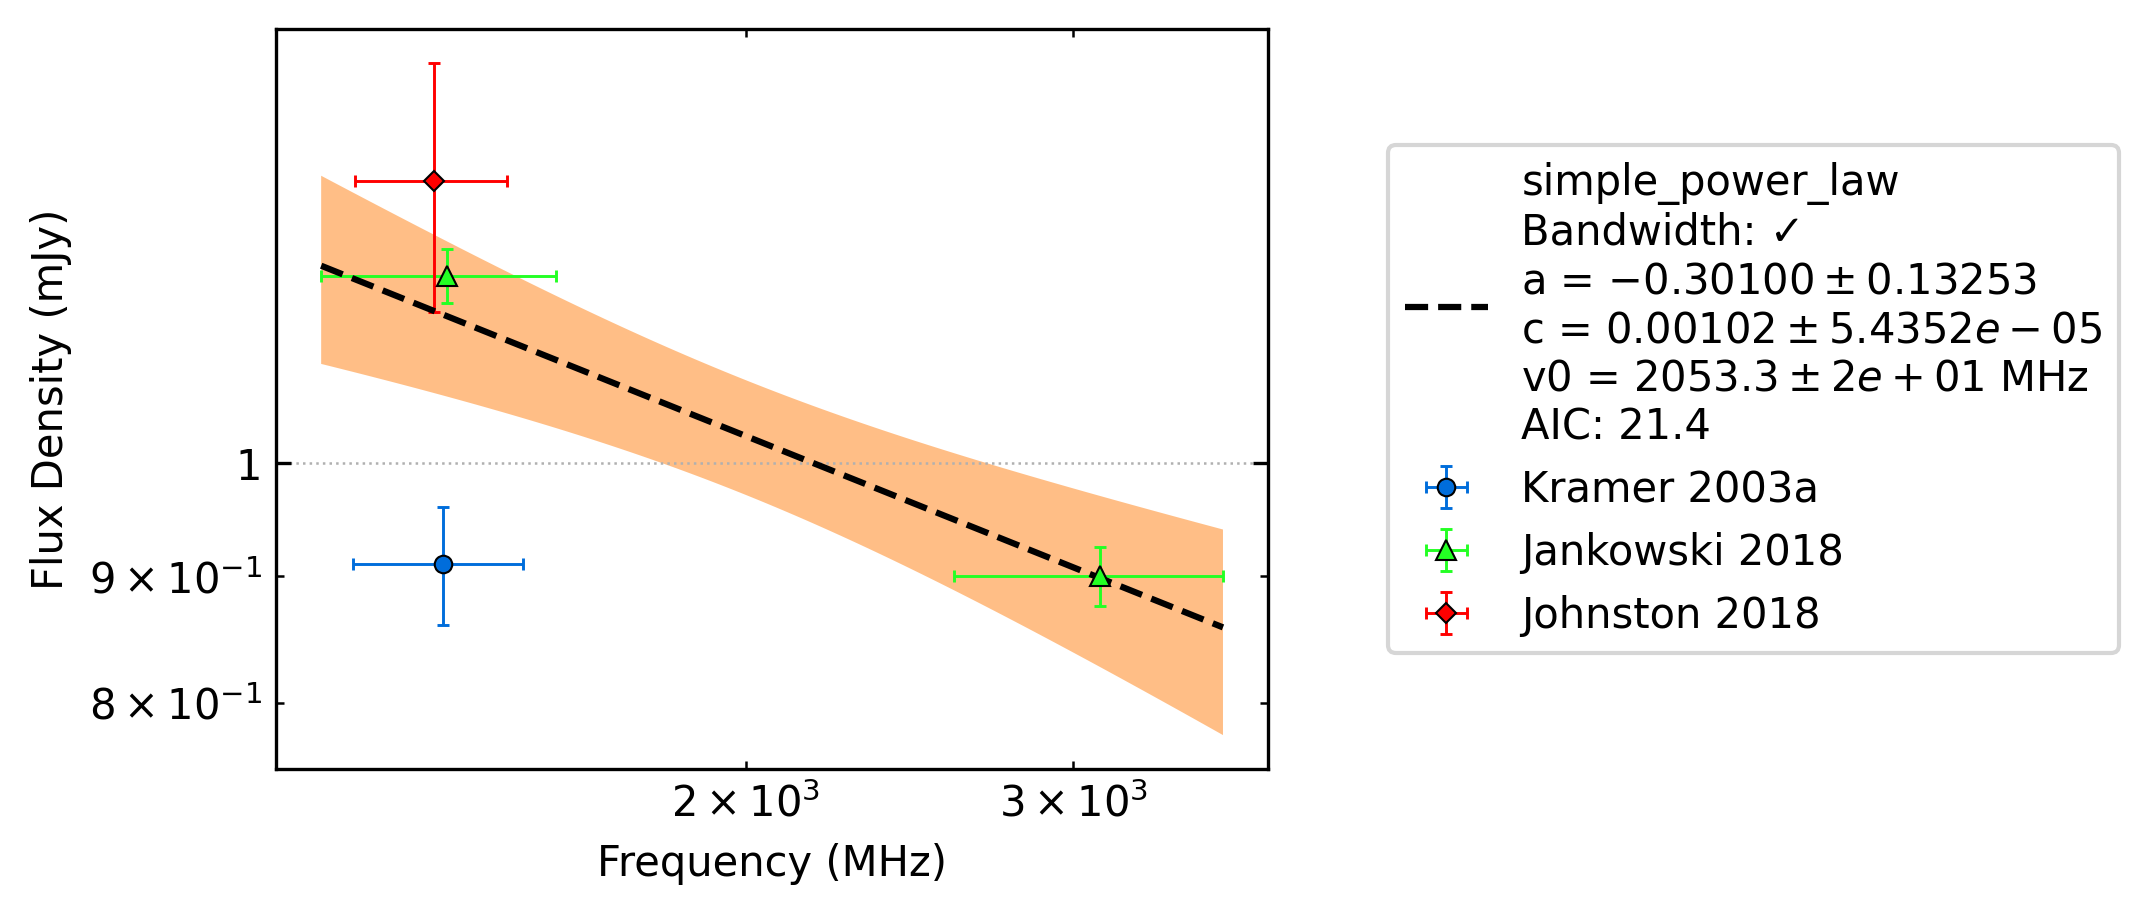 Flux Density (mJy)
1
9 × 10⁻¹
8 × 10⁻¹
2 × 10³
3 × 10³
Frequency (MHz)
simple_power_law
Bandwidth: ✓
a = −0.30100 ± 0.13253
c = 0.00102 ± 5.4352e − 05
v0 = 2053.3 ± 2e + 01 MHz
AIC: 21.4
Kramer 2003a
Jankowski 2018
Johnston 2018